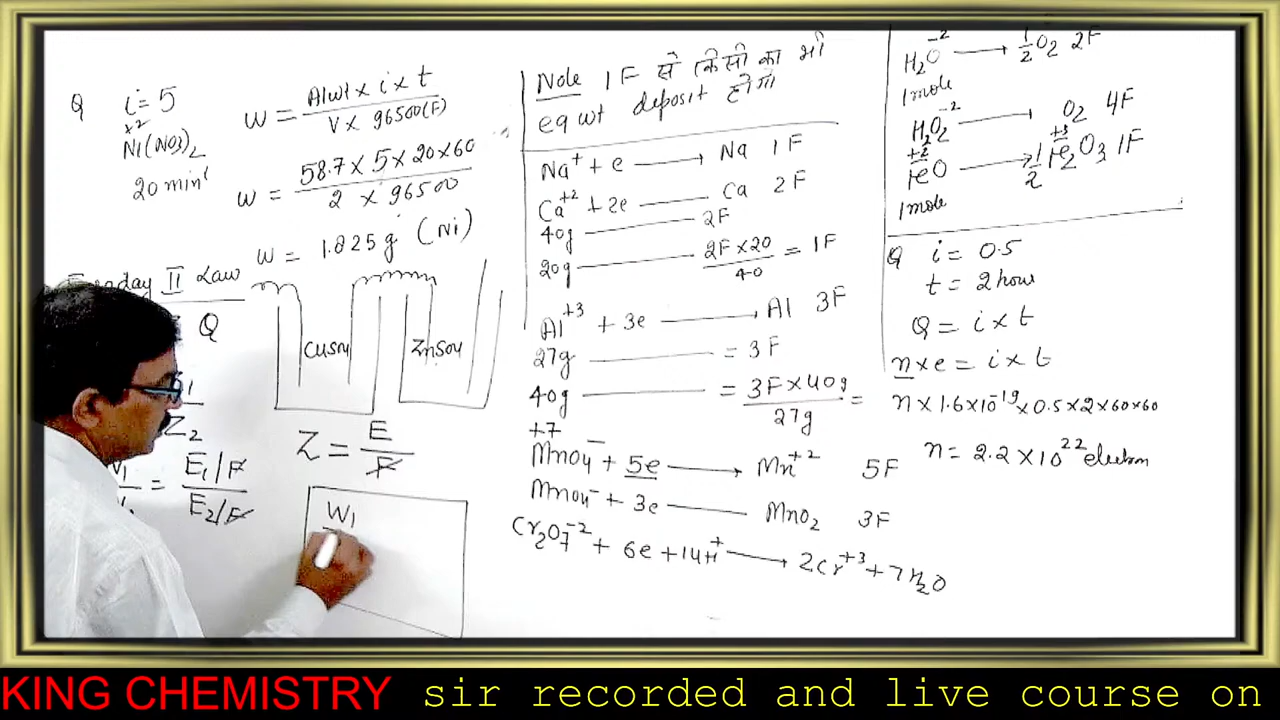 Q i = 5
x2
Ni(NO3)2
20 min
W = Atwt × i × t / V × 96500(F)
W = 58.7 × 5 × 20 × 60 / 2 × 96500
W = 1.825 g (Ni)
Faraday II Law
Q
Z2
E1/F
= E2/F
CuSO4
ZnSO4
Z = E / F
W1
Note 1F से किसी का भी
eq wt deposit होगा
Na+ + e → Na 1F
Ca+2 + 2e — Ca 2F
40g — 2F
20g — 2F × 20 / 40 = 1F
Al+3 + 3e → Al 3F
27g — = 3F
40g — = 3F × 40g / 27g =
+7
MnO4- + 5e → Mn+2 5F
MnO4- + 3e — MnO2 3F
Cr2O7-2 + 6e + 14H+ → 2Cr+3 + 7H2O
-2
H2O → 1/2 O2 2F
1 mole
-2
H2O2 → O2 4F
+2 +3
FeO → 1/2 Fe2O3 1F
1 mole
Q i = 0.5
t = 2 hour
Q = i × t
n × e = i × t
n × 1.6 × 10-19 × 0.5 × 2 × 60 × 60
n = 2.2 × 10 22 electron
KING CHEMISTRY sir recorded and live course on